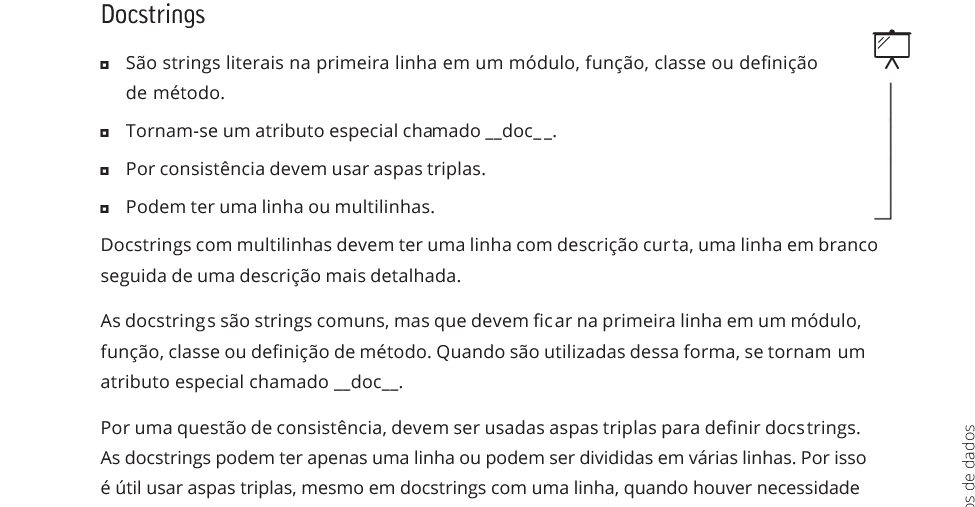 Docstrings
São strings literais na primeira linha em um módulo, função, classe ou definição
de método.
Tornam-se um atributo especial chamado __doc__.
Por consistência devem usar aspas triplas.
Podem ter uma linha ou multilinhas.
Docstrings com multilinhas devem ter uma linha com descrição curta, uma linha em branco
seguida de uma descrição mais detalhada.
As docstrings são strings comuns, mas que devem ficar na primeira linha em um módulo,
função, classe ou definição de método. Quando são utilizadas dessa forma, se tornam um
atributo especial chamado __doc__.
Por uma questão de consistência, devem ser usadas aspas triplas para definir docstrings.
As docstrings podem ter apenas uma linha ou podem ser divididas em várias linhas. Por isso
é útil usar aspas triplas, mesmo em docstrings com uma linha, quando houver necessidade
os de dados